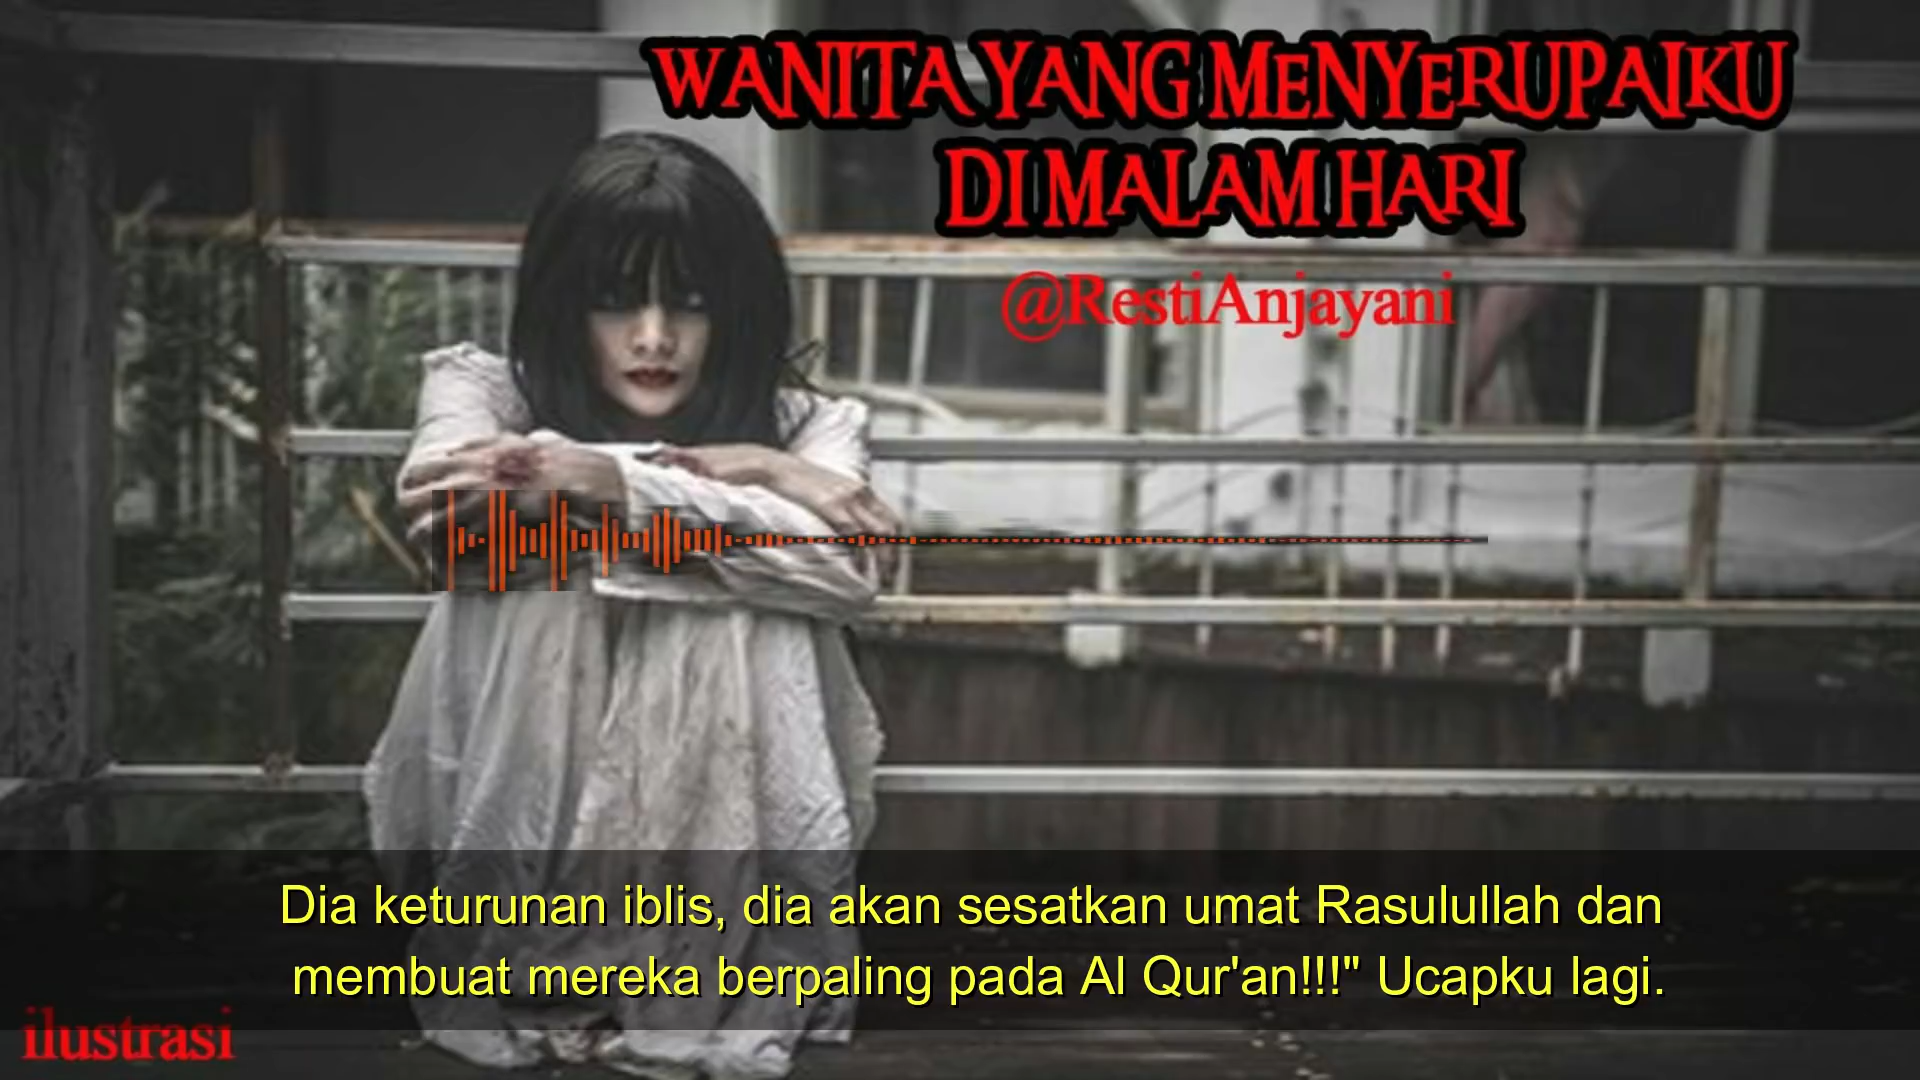 WANITA YANG MENYERUPAIKU
DI MALAM HARI
@RestiAnjayani
Dia keturunan iblis, dia akan sesatkan umat Rasulullah dan
membuat mereka berpaling pada Al Qur'an!!!" Ucapku lagi.
ilustrasi